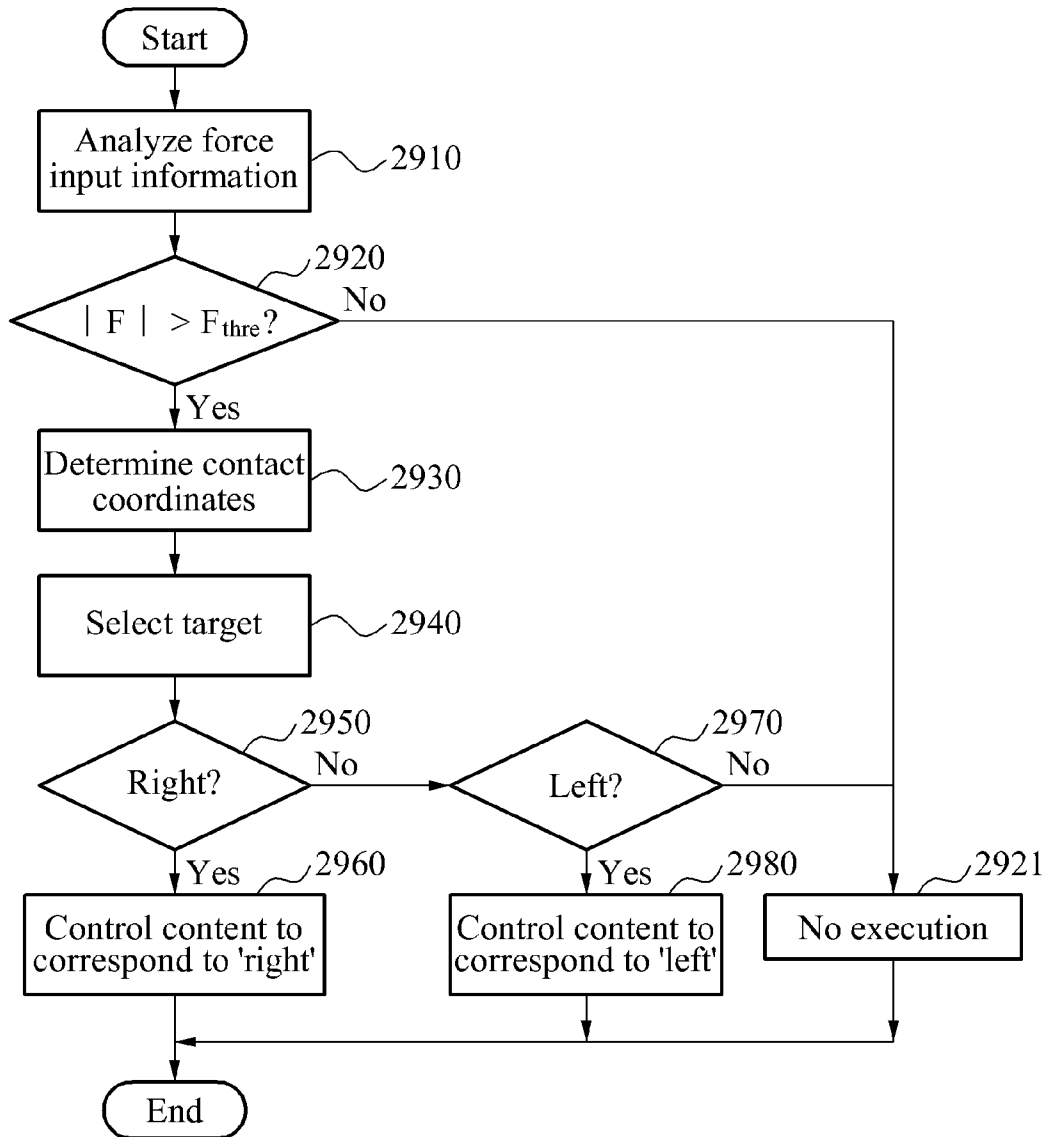 Start
Analyze force
input information
2910
2920
| F | > Fthre?
No
Yes
Determine contact
coordinates
2930
Select target
2940
2950
Right?
No
2970
Left?
No
Yes
2960
Control content to
correspond to 'right'
Yes
2980
Control content to
correspond to 'left'
2921
No execution
End